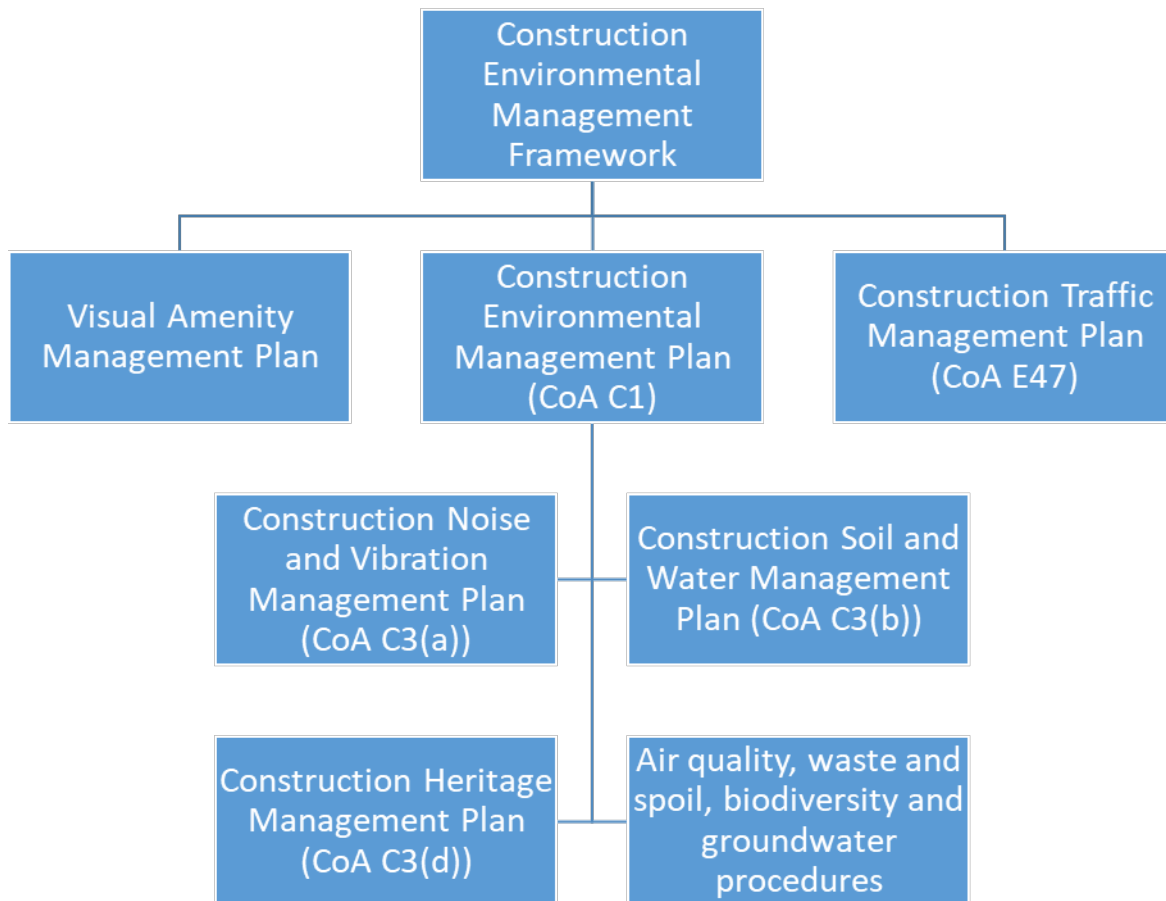 Construction
Environmental
Management
Framework
Visual Amenity
Management Plan
Construction
Environmental
Management Plan
(CoA C1)
Construction Traffic
Management Plan
(CoA E47)
Construction Noise
and Vibration
Management Plan
(CoA C3(a))
Construction Soil and
Water Management
Plan (CoA C3(b))
Construction Heritage
Management Plan
(CoA C3(d))
Air quality, waste and
spoil, biodiversity and
groundwater
procedures